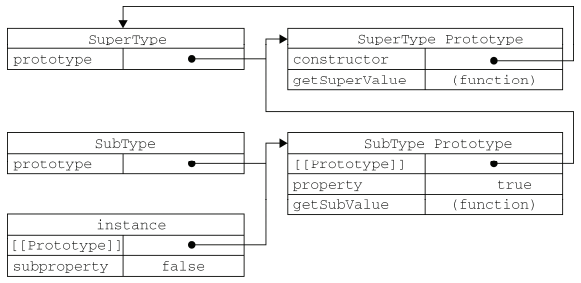 SuperType
prototype
SuperType Prototype
constructor
getSuperValue (function)
SubType
prototype
SubType Prototype
[[Prototype]]
property true
getSubValue (function)
instance
[[Prototype]]
subproperty false